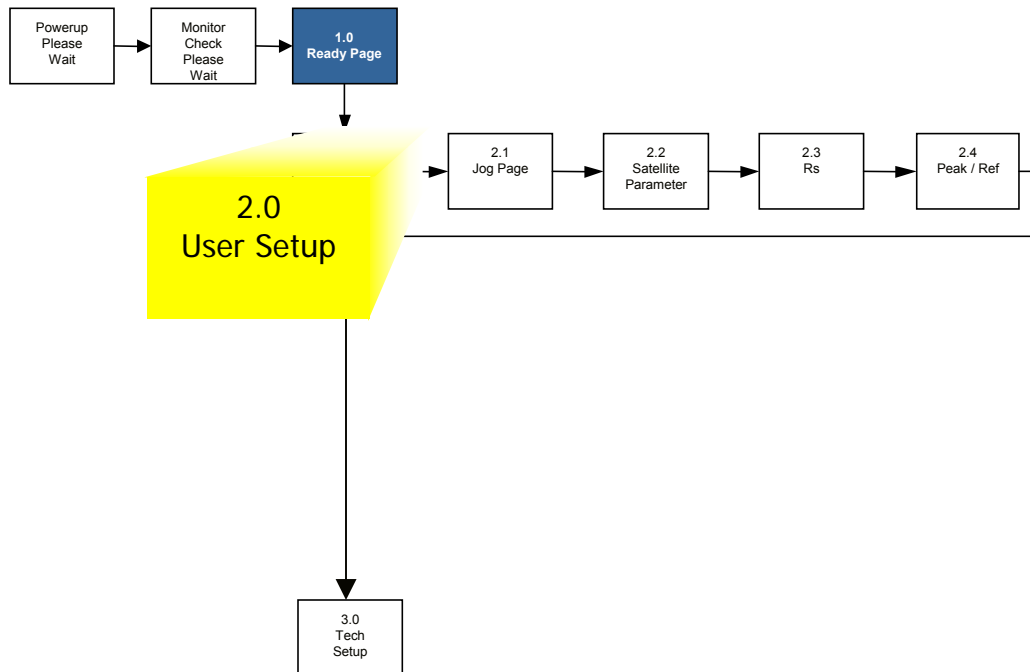 Powerup
Please
Wait
Monitor
Check
Please
Wait
1.0
Ready Page
2.0
User Setup
2.1
Jog Page
2.2
Satellite
Parameter
2.3
Rs
2.4
Peak / Ref
3.0
Tech
Setup